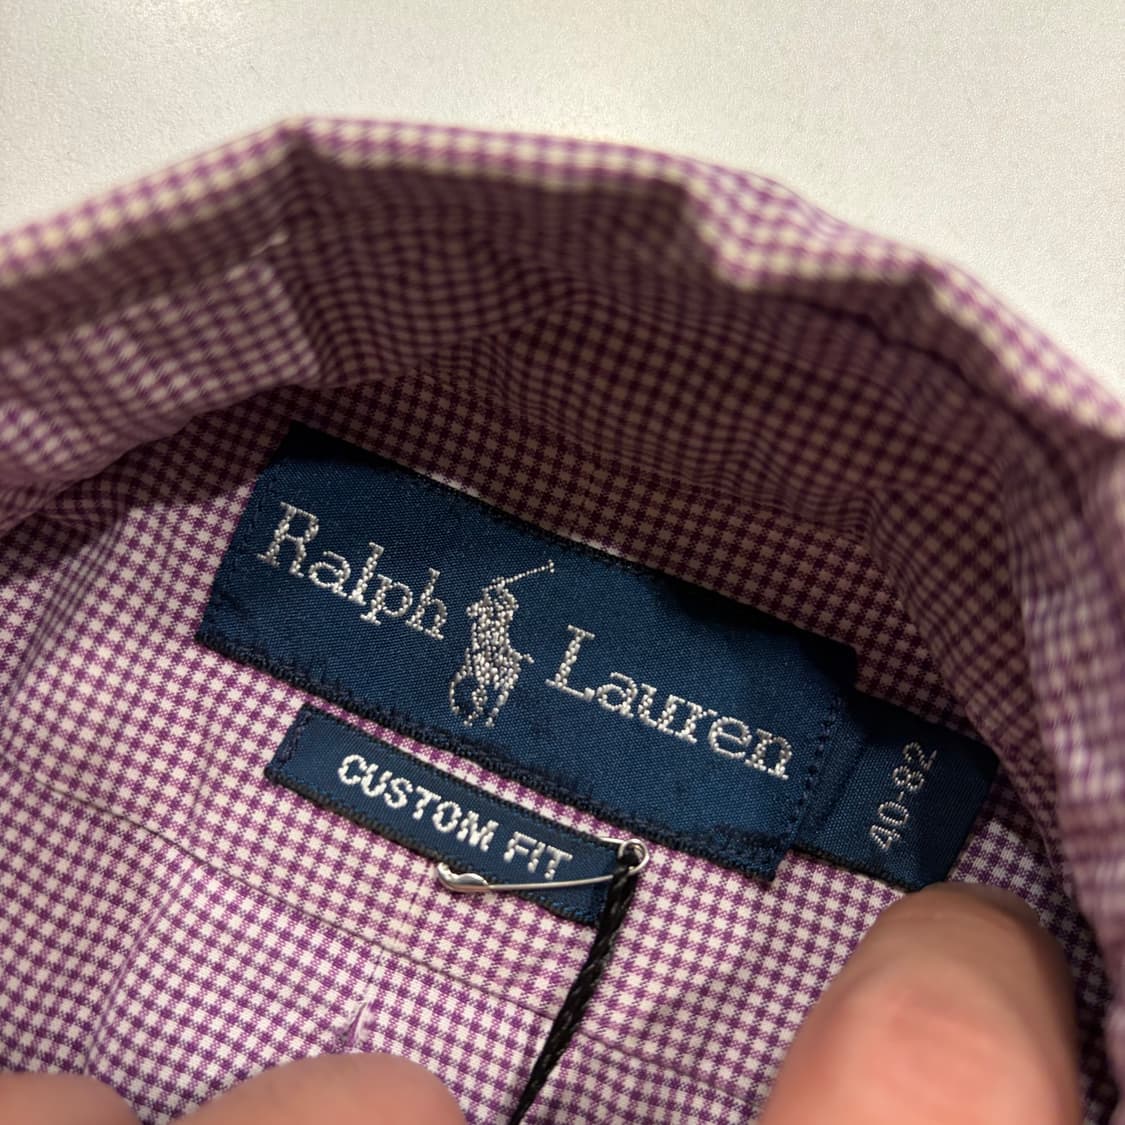 Ralph Lauren
40-82
CUSTOM FIT